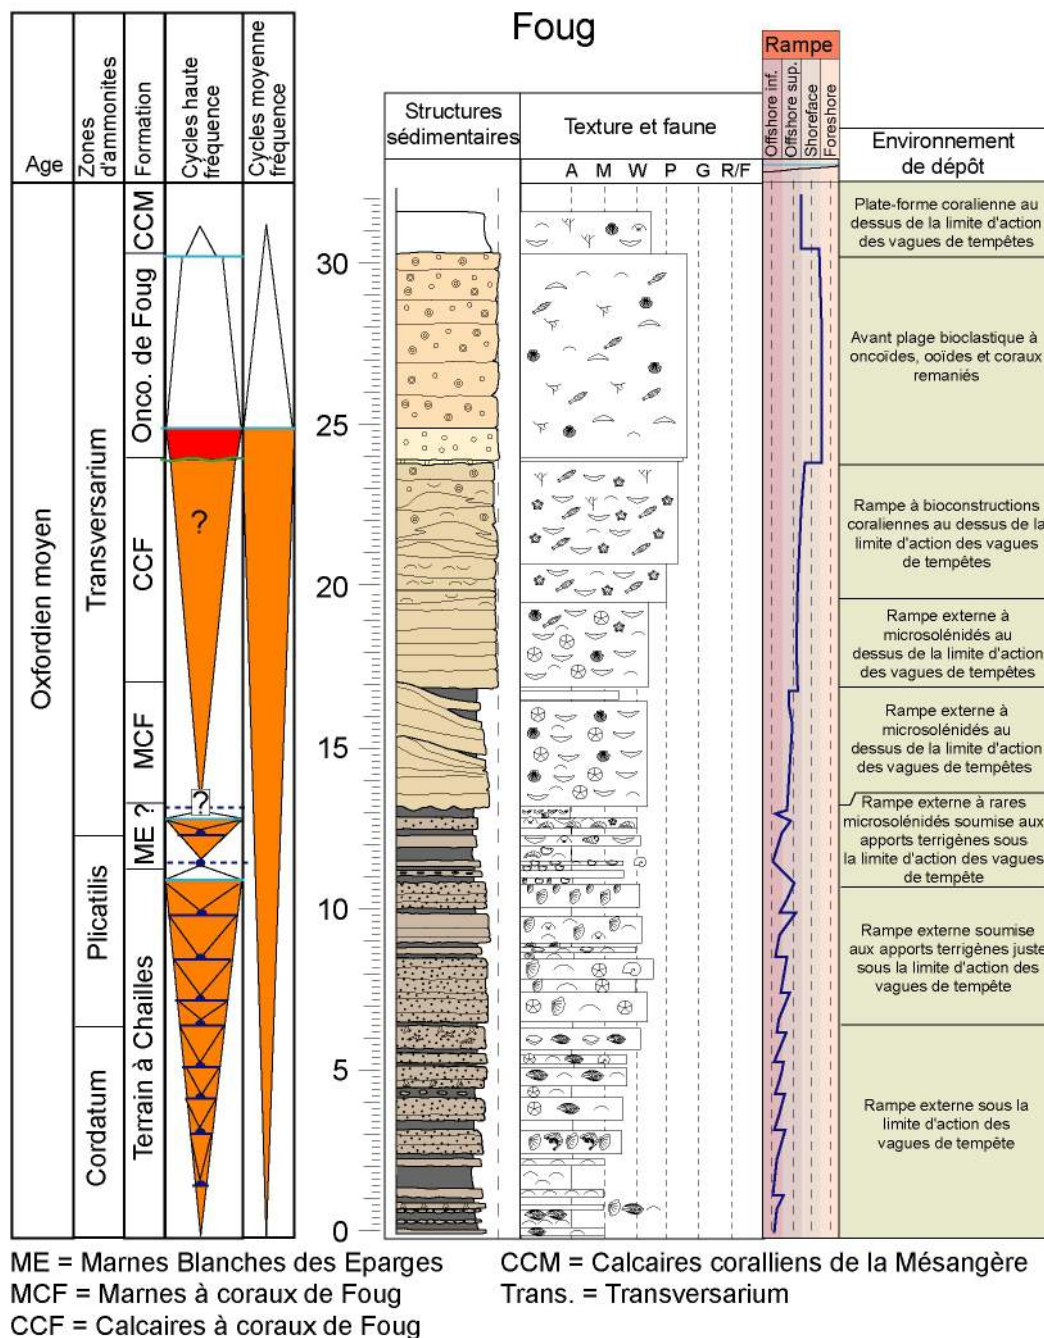 Foug
Age
Zones
d'ammonites
Formation
Cycles haute
fréquence
Cycles moyenne
fréquence
Structures
sédimentaires
Texture et faune
A M W P G R/F
Rampe
Offshore inf.
Offshore sup.
Shoreface
Foreshore
Environnement
de dépôt
Oxfordien moyen
Transversarium
Plicatilis
Cordatum
CCM
Onco. de Foug
CCF
MCF
ME ?
Terrain à Chailles
?
?
30
25
20
15
10
5
0
Plate-forme coralienne au
dessus de la limite d'action
des vagues de tempêtes
Avant plage bioclastique à
oncoïdes, ooïdes et coraux
remaniés
Rampe à bioconstructions
coraliennes au dessus de la
limite d'action des vagues de
tempêtes
Rampe externe à
microsolénidés au
dessus de la limite d'action
des vagues de tempêtes
Rampe externe à
microsolénidés au
dessus de la limite d'action
des vagues de tempêtes
Rampe externe à rares
microsolénidés soumise aux
apports terrigènes sous
la limite d'action des vagues
de tempête
Rampe externe soumise
aux apports terrigènes juste
sous la limite d'action des
vagues de tempête
Rampe externe sous la
limite d'action des
vagues de tempête
ME = Marnes Blanches des Eparges
MCF = Marnes à coraux de Foug
CCF = Calcaires à coraux de Foug
CCM = Calcaires coralliens de la Mésangère
Trans. = Transversarium